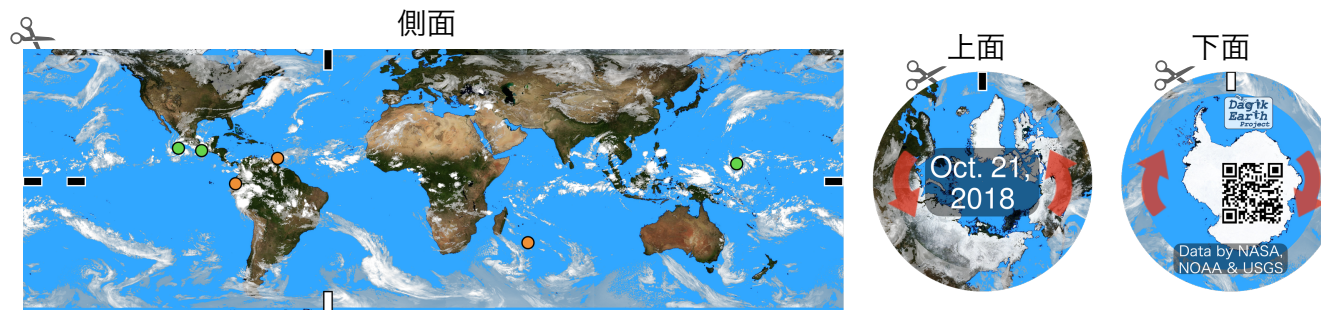 側面
上面
下面
Oct. 21,
2018
Dagik
Earth
Project
Data by NASA,
NOAA & USGS